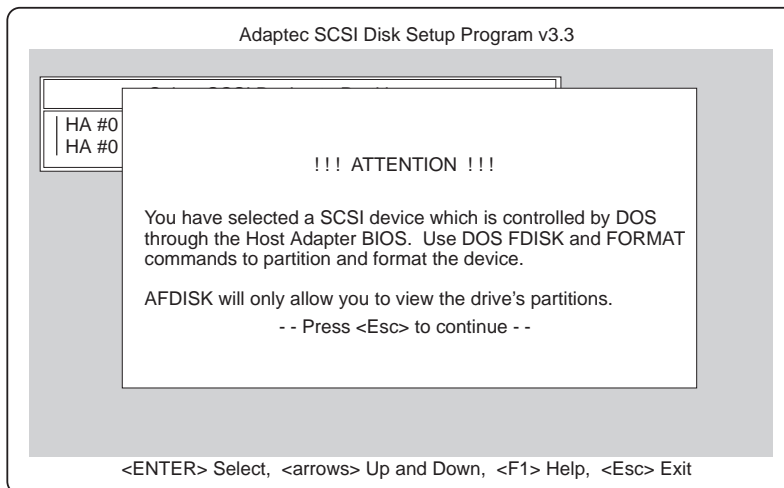 Adaptec SCSI Disk Setup Program v3.3
HA #0
HA #0
! ! ! ATTENTION ! ! !
You have selected a SCSI device which is controlled by DOS
through the Host Adapter BIOS. Use DOS FDISK and FORMAT
commands to partition and format the device.
AFDISK will only allow you to view the drive's partitions.
- - Press <Esc> to continue - -
<ENTER> Select, <arrows> Up and Down, <F1> Help, <Esc> Exit